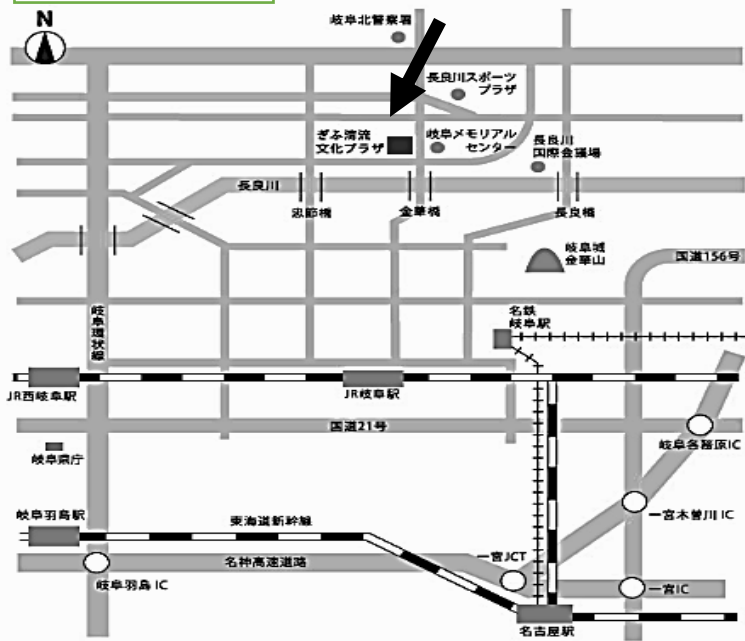 N
岐阜北警察署
長良川スポーツ
プラザ
ぎふ清流
文化プラザ
岐阜メモリアル
センター
長良川
国際会議場
長良川
忠節橋
金華橋
長良橋
岐阜城
金華山
国道156号
岐阜環状線
名鉄
岐阜駅
JR西岐阜駅
JR岐阜駅
国道21号
岐阜県庁
岐阜各務原IC
岐阜羽島駅
東海道新幹線
一宮木曽川 IC
名神高速道路
一宮JCT
岐阜羽島 IC
一宮IC
名古屋駅